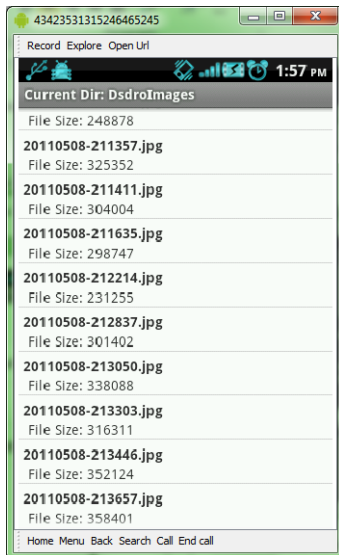 43423531315246465245
Record Explore Open Url
1:57 PM
Current Dir: DsdroImages
File Size: 248878
20110508-211357.jpg
File Size: 325352
20110508-211411.jpg
File Size: 304004
20110508-211635.jpg
File Size: 298747
20110508-212214.jpg
File Size: 231255
20110508-212837.jpg
File Size: 301402
20110508-213050.jpg
File Size: 338088
20110508-213303.jpg
File Size: 316311
20110508-213446.jpg
File Size: 352124
20110508-213657.jpg
File Size: 358401
Home Menu Back Search Call End call